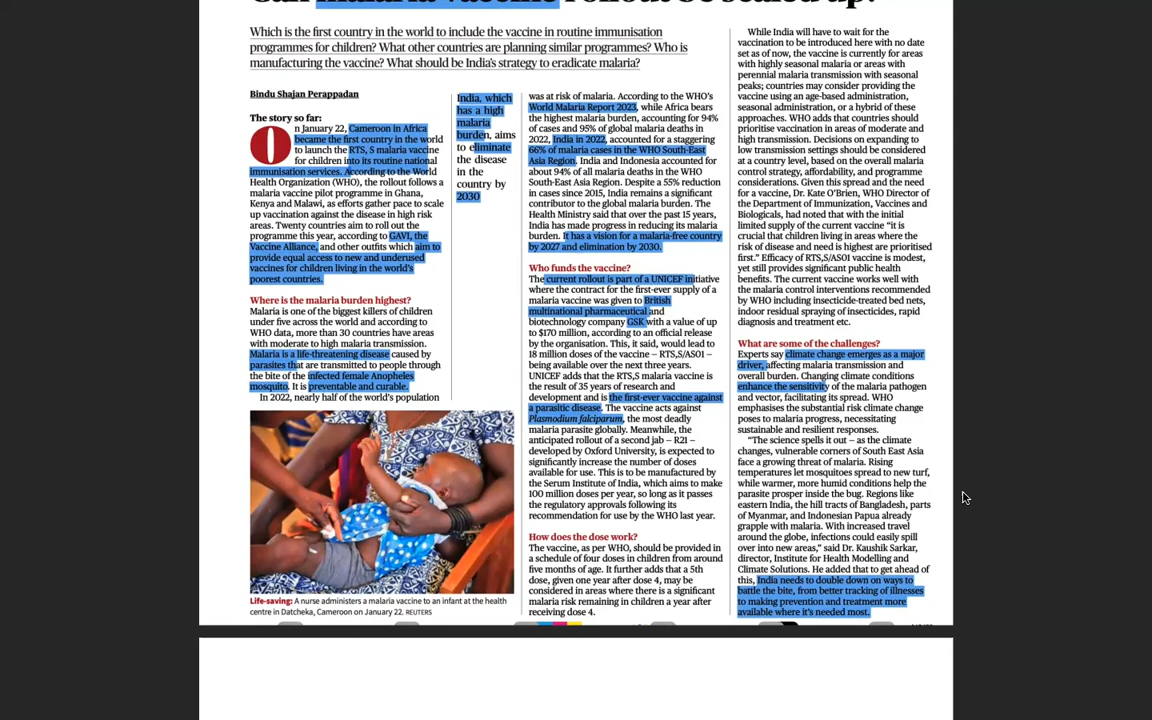 Can malaria vaccine rollout be scaled up?
Which is the first country in the world to include the vaccine in routine immunisation
programmes for children? What other countries are planning similar programmes? Who is
manufacturing the vaccine? What should be India's strategy to eradicate malaria?
Bindu Shajan Perappadan
The story so far:
On January 22, Cameroon in Africa
became the first country in the world
to launch the RTS, S malaria vaccine
for children into its routine national
immunisation services. According to the World
Health Organization (WHO), the rollout follows a
malaria vaccine pilot programme in Ghana,
Kenya and Malawi, as efforts gather pace to scale
up vaccination against the disease in high risk
areas. Twenty countries aim to roll out the
programme this year, according to GAVI, the
Vaccine Alliance, and other outfits which aim to
provide equal access to new and underused
vaccines for children living in the world's
poorest countries.
Where is the malaria burden highest?
Malaria is one of the biggest killers of children
under five across the world and according to
WHO data, more than 30 countries have areas
with moderate to high malaria transmission.
Malaria is a life-threatening disease caused by
parasites that are transmitted to people through
the bite of the infected female Anopheles
mosquito. It is preventable and curable.
In 2022, nearly half of the world's population
India, which
has a high
malaria
burden, aims
to eliminate
the disease
in the
country by
2030
Life-saving: A nurse administers a malaria vaccine to an infant at the health
centre in Datcheka, Cameroon on January 22. REUTERS
was at risk of malaria. According to the WHO's
World Malaria Report 2023, while Africa bears
the highest malaria burden, accounting for 94%
of cases and 95% of global malaria deaths in
2022, India in 2022, accounted for a staggering
66% of malaria cases in the WHO South-East
Asia Region. India and Indonesia accounted for
about 94% of all malaria deaths in the WHO
South-East Asia Region. Despite a 55% reduction
in cases since 2015, India remains a significant
contributor to the global malaria burden. The
Health Ministry said that over the past 15 years,
India has made progress in reducing its malaria
burden. It has a vision for a malaria-free country
by 2027 and elimination by 2030.
Who funds the vaccine?
The current rollout is part of a UNICEF initiative
where the contract for the first-ever supply of a
malaria vaccine was given to British
multinational pharmaceutical and
biotechnology company GSK with a value of up
to $170 million, according to an official release
by the organisation. This, it said, would lead to
18 million doses of the vaccine – RTS,S/AS01 –
being available over the next three years.
UNICEF adds that the RTS,S malaria vaccine is
the result of 35 years of research and
development and is the first-ever vaccine against
a parasitic disease. The vaccine acts against
Plasmodium falciparum, the most deadly
malaria parasite globally. Meanwhile, the
anticipated rollout of a second jab – R21 –
developed by Oxford University, is expected to
significantly increase the number of doses
available for use. This is to be manufactured by
the Serum Institute of India, which aims to make
100 million doses per year, so long as it passes
the regulatory approvals following its
recommendation for use by the WHO last year.
How does the dose work?
The vaccine, as per WHO, should be provided in
a schedule of four doses in children from around
five months of age. It further adds that a 5th
dose, given one year after dose 4, may be
considered in areas where there is a significant
malaria risk remaining in children a year after
receiving dose 4.
While India will have to wait for the
vaccination to be introduced here with no date
set as of now, the vaccine is currently for areas
with highly seasonal malaria or areas with
perennial malaria transmission with seasonal
peaks; countries may consider providing the
vaccine using an age-based administration,
seasonal administration, or a hybrid of these
approaches. WHO adds that countries should
prioritise vaccination in areas of moderate and
high transmission. Decisions on expanding to
low transmission settings should be considered
at a country level, based on the overall malaria
control strategy, affordability, and programme
considerations. Given this spread and the need
for a vaccine, Dr. Kate O'Brien, WHO Director of
the Department of Immunization, Vaccines and
Biologicals, had noted that with the initial
limited supply of the current vaccine “it is
crucial that children living in areas where the
risk of disease and need is highest are prioritised
first.” Efficacy of RTS,S/AS01 vaccine is modest,
yet still provides significant public health
benefits. The current vaccine works well with
the malaria control interventions recommended
by WHO including insecticide-treated bed nets,
indoor residual spraying of insecticides, rapid
diagnosis and treatment etc.
What are some of the challenges?
Experts say climate change emerges as a major
driver, affecting malaria transmission and
overall burden. Changing climate conditions
enhance the sensitivity of the malaria pathogen
and vector, facilitating its spread. WHO
emphasises the substantial risk climate change
poses to malaria progress, necessitating
sustainable and resilient responses.
“The science spells it out – as the climate
changes, vulnerable corners of South East Asia
face a growing threat of malaria. Rising
temperatures let mosquitoes spread to new turf,
while warmer, more humid conditions help the
parasite prosper inside the bug. Regions like
eastern India, the hill tracts of Bangladesh, parts
of Myanmar, and Indonesian Papua already
grapple with malaria. With increased travel
around the globe, infections could easily spill
over into new areas,” said Dr. Kaushik Sarkar,
director, Institute for Health Modelling and
Climate Solutions. He added that to get ahead of
this, India needs to double down on ways to
battle the bite, from better tracking of illnesses
to making prevention and treatment more
available where it's needed most.